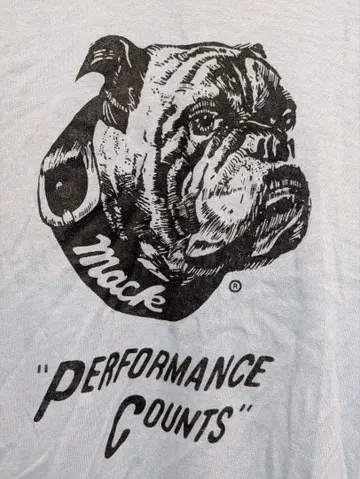 Mack
®
"PERFORMANCE
COUNTS"